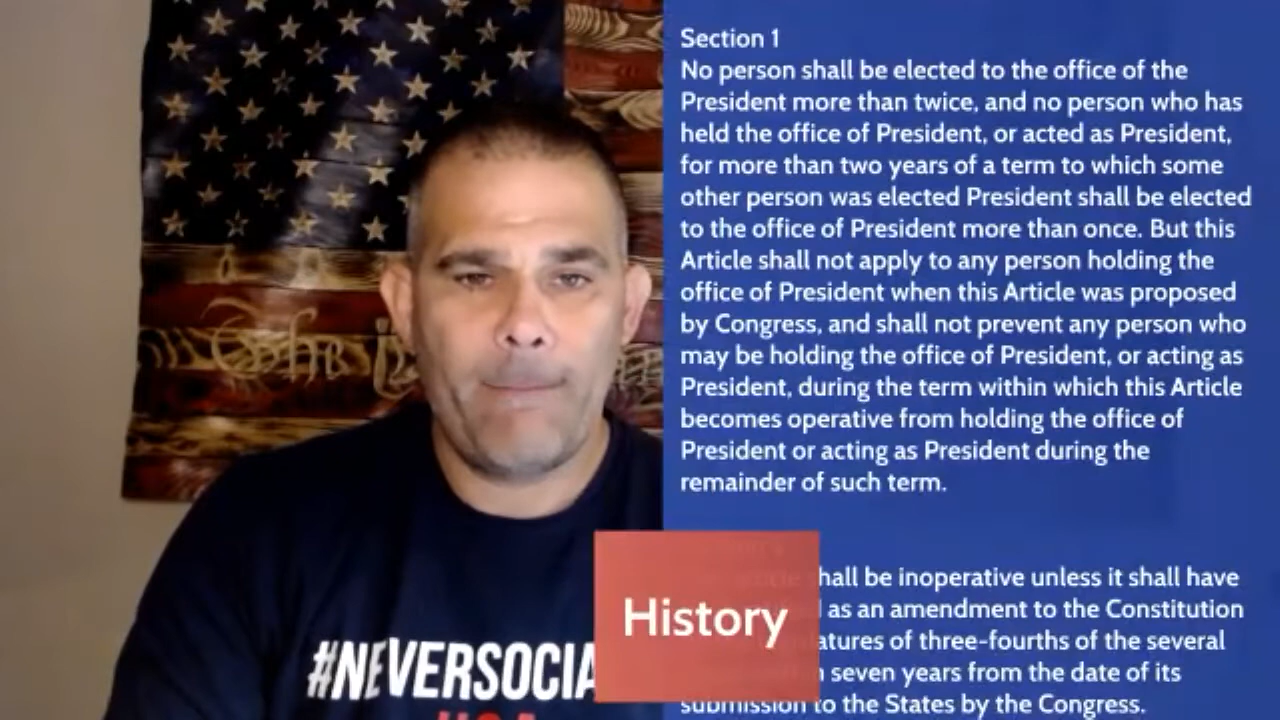 Section 1
No person shall be elected to the office of the
President more than twice, and no person who has
held the office of President, or acted as President,
for more than two years of a term to which some
other person was elected President shall be elected
to the office of President more than once. But this
Article shall not apply to any person holding the
office of President when this Article was proposed
by Congress, and shall not prevent any person who
may be holding the office of President, or acting as
President, during the term within which this Article
becomes operative from holding the office of
President or acting as President during the
remainder of such term.
hall be inoperative unless it shall have
as an amendment to the Constitution
atures of three-fourths of the several
seven years from the date of its
submission to the States by the Congress.
History
#NEVERSOCIA
The